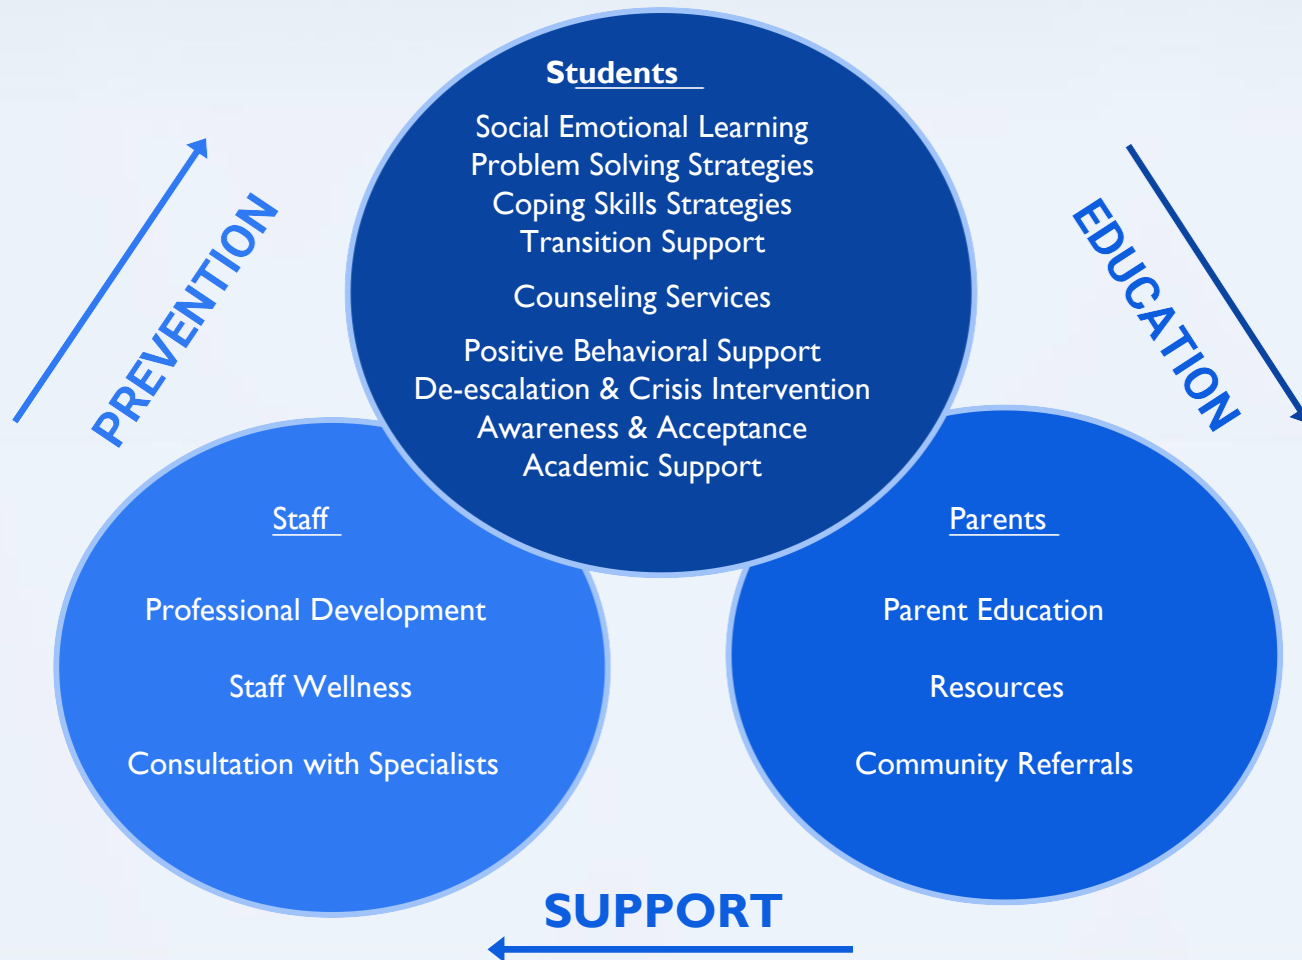 Students
Social Emotional Learning
Problem Solving Strategies
Coping Skills Strategies
Transition Support
Counseling Services
Positive Behavioral Support
De-escalation & Crisis Intervention
Awareness & Acceptance
Academic Support
PREVENTION
EDUCATION
Staff
Professional Development
Staff Wellness
Consultation with Specialists
Parents
Parent Education
Resources
Community Referrals
SUPPORT